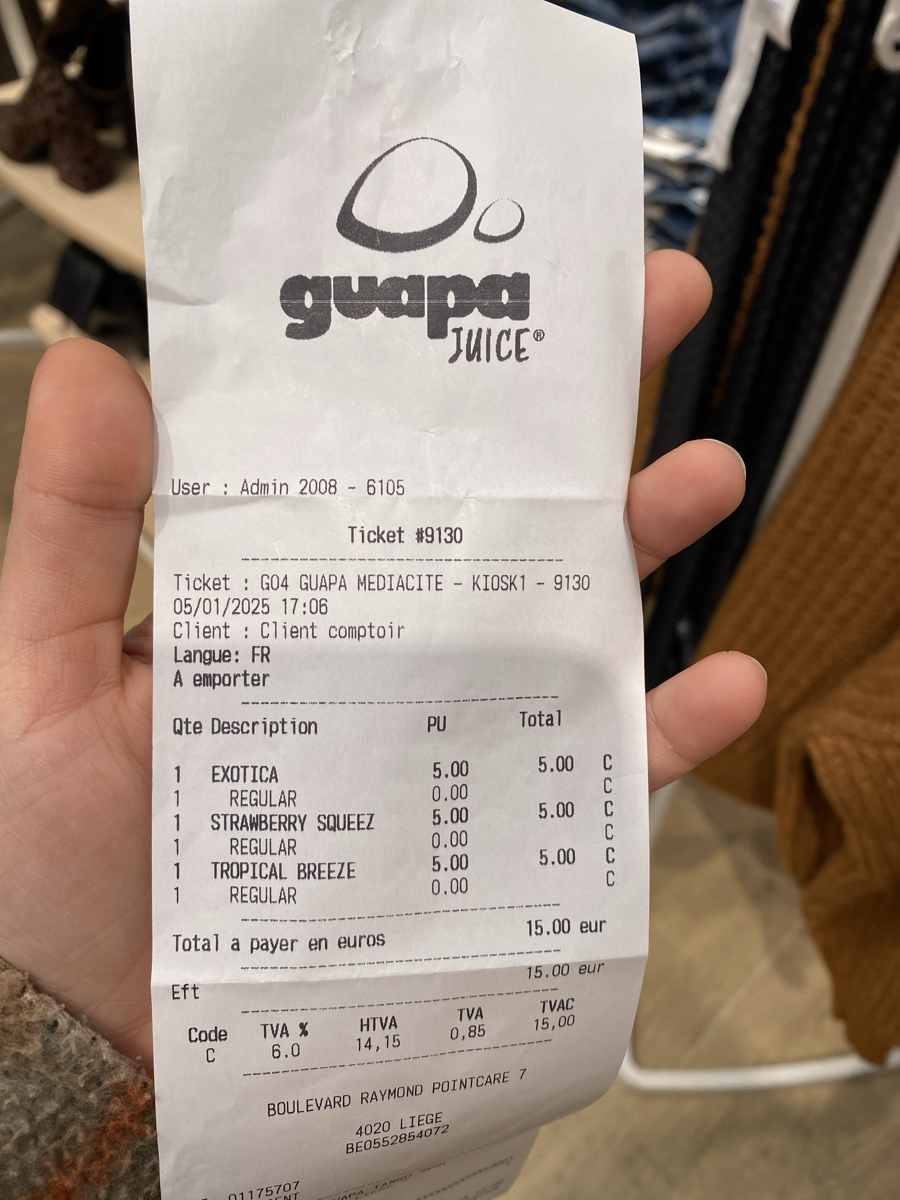 guapa
JUICE®
User : Admin 2008 - 6105
Ticket #9130
Ticket : G04 GUAPA MEDIACITE - KIOSK1 - 9130
05/01/2025 17:06
Client : Client comptoir
Langue: FR
A emporter
Qte Description PU Total
1 EXOTICA 5.00 5.00 C
1 REGULAR 0.00 C
1 STRAWBERRY SQUEEZ 5.00 5.00 C
1 REGULAR 0.00 C
1 TROPICAL BREEZE 5.00 5.00 C
1 REGULAR 0.00 C
Total a payer en euros 15.00 eur
Eft 15.00 eur
Code TVA % HTVA TVA TVAC
C 6.0 14,15 0,85 15,00
BOULEVARD RAYMOND POINTCARE 7
4020 LIEGE
BE0552854072
01175707